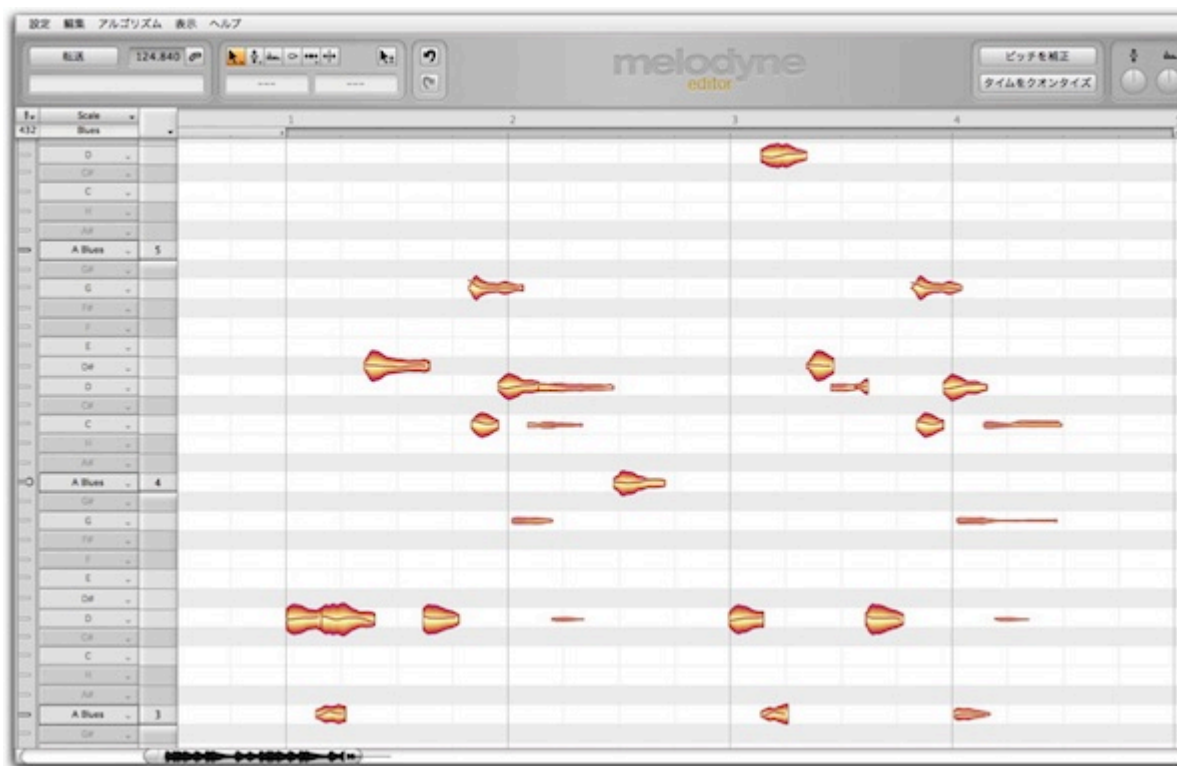 設定 編集 アルゴリズム 表示 ヘルプ
転送 124.840
melodyne
editor
ピッチを補正
タイムをクオンタイズ
--- ---
Scale
432 Blues
1 2 3 4
D
C#
C
H
A#
A Blues 5
G#
G
F#
F
E
D#
D
C#
C
H
A#
A Blues 4
G#
G
F#
F
E
D#
D
C#
C
H
A#
A Blues 3
G#